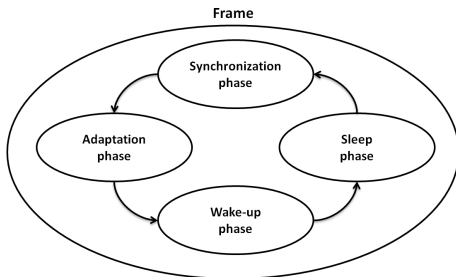 Frame
Synchronization
phase
Adaptation
phase
Sleep
phase
Wake-up
phase